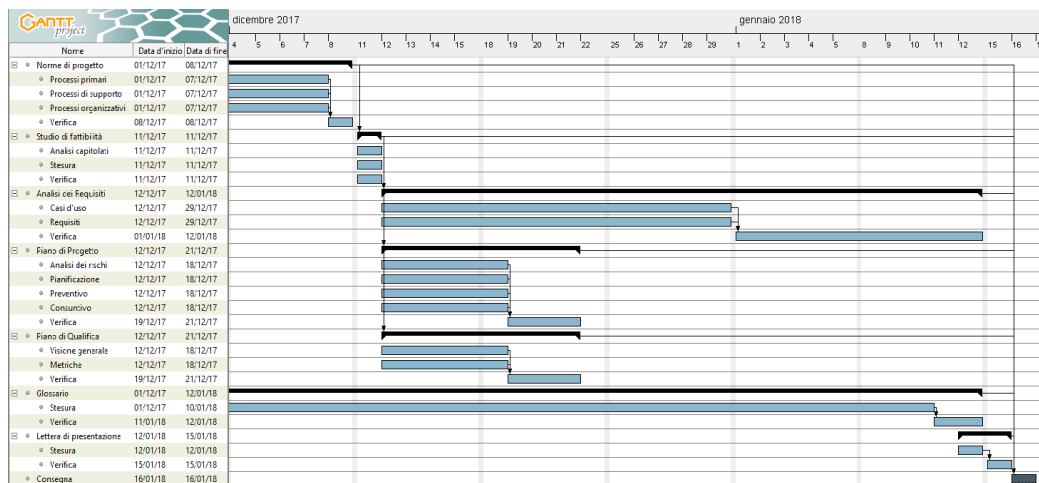 GANTT
project
dicembre 2017 gennaio 2018
Nome Data d'inizio Data di fine
4 5 6 7 8 11 12 13 14 15 18 19 20 21 22 25 26 27 28 29 1 2 3 4 5 8 9 10 11 12 15 16 1
Norme di progetto 01/12/17 08/12/17
Processi primari 01/12/17 07/12/17
Processi di supporto 01/12/17 07/12/17
Processi organizzativi 01/12/17 07/12/17
Verifica 08/12/17 08/12/17
Studio di fattibilità 11/12/17 11/12/17
Analisi capitolati 11/12/17 11/12/17
Stesura 11/12/17 11/12/17
Verifica 11/12/17 11/12/17
Analisi dei Requisiti 12/12/17 12/01/18
Casi d'uso 12/12/17 29/12/17
Requisiti 12/12/17 29/12/17
Verifica 01/01/18 12/01/18
Piano di Progetto 12/12/17 21/12/17
Analisi dei rischi 12/12/17 18/12/17
Pianificazione 12/12/17 18/12/17
Preventivo 12/12/17 18/12/17
Consuntivo 12/12/17 18/12/17
Verifica 19/12/17 21/12/17
Piano di Qualifica 12/12/17 21/12/17
Visione generale 12/12/17 18/12/17
Metriche 12/12/17 18/12/17
Verifica 19/12/17 21/12/17
Glossario 01/12/17 12/01/18
Stesura 01/12/17 10/01/18
Verifica 11/01/18 12/01/18
Lettera di presentazione 12/01/18 15/01/18
Stesura 12/01/18 12/01/18
Verifica 15/01/18 15/01/18
Consegna 16/01/18 16/01/18